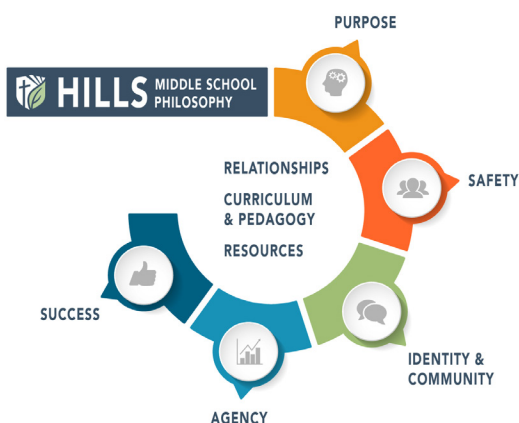 PURPOSE
HILLS
MIDDLE SCHOOL
PHILOSOPHY
RELATIONSHIPS
SAFETY
CURRICULUM
& PEDAGOGY
RESOURCES
SUCCESS
IDENTITY &
COMMUNITY
AGENCY